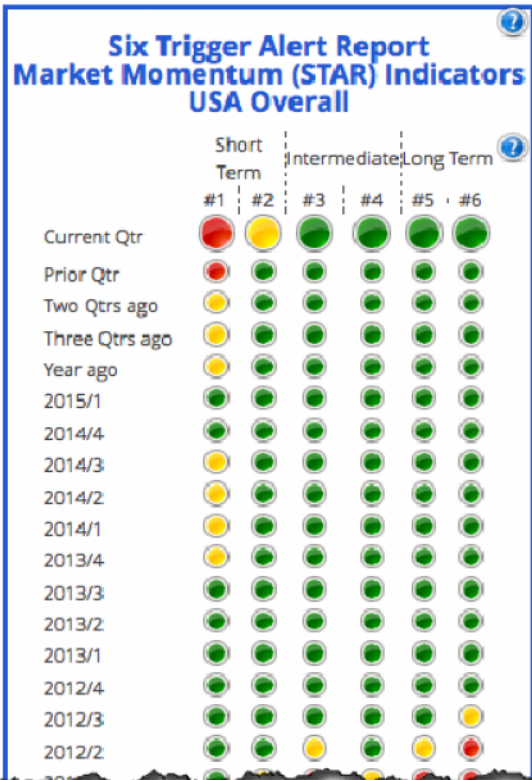 ?
Six Trigger Alert Report
Market Momentum (STAR) Indicators
USA Overall
Short Term Intermediate Long Term ?
#1 #2 #3 #4 #5 #6
Current Qtr
Prior Qtr
Two Qtrs ago
Three Qtrs ago
Year ago
2015/1
2014/4
2014/3
2014/2
2014/1
2013/4
2013/3
2013/2
2013/1
2012/4
2012/3
2012/2